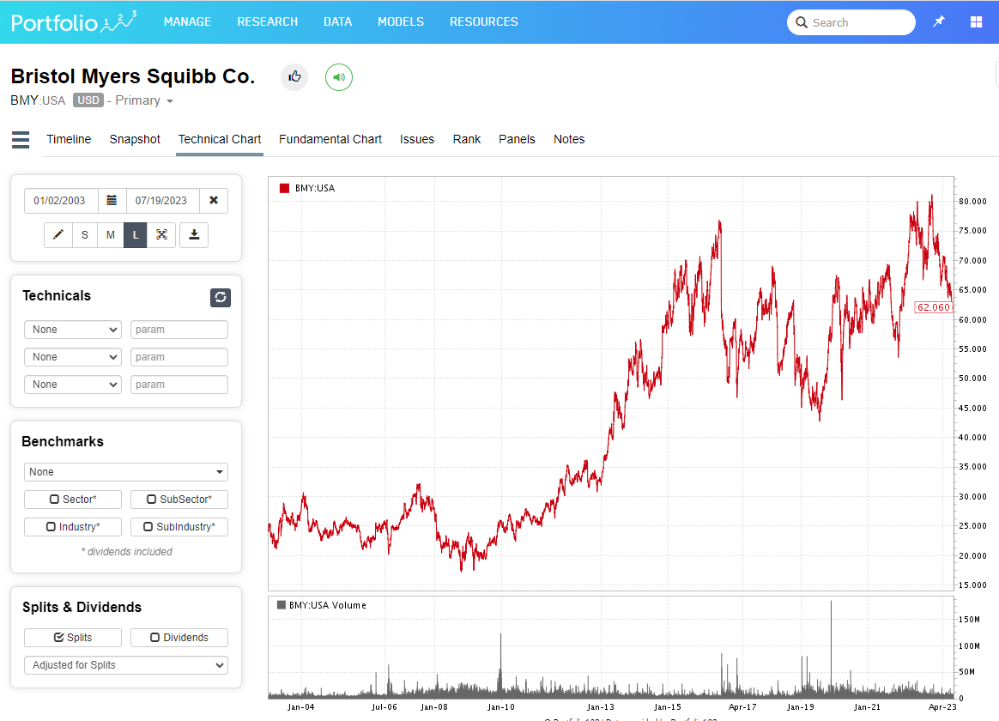 Portfolio 1 2 3 MANAGE RESEARCH DATA MODELS RESOURCES Search
Bristol Myers Squibb Co.
BMY:USA USD - Primary
Timeline Snapshot Technical Chart Fundamental Chart Issues Rank Panels Notes
01/02/2003 07/19/2023
S M L
Technicals
None param
None param
None param
Benchmarks
None
Sector* SubSector*
Industry* SubIndustry*
* dividends included
Splits & Dividends
Splits Dividends
Adjusted for Splits
BMY:USA
80.000
75.000
70.000
65.000
62.060
60.000
55.000
50.000
45.000
40.000
35.000
30.000
25.000
20.000
15.000
BMY:USA Volume
150M
100M
50M
0
Jan-04 Jul-06 Jan-08 Jan-10 Jan-13 Jan-15 Apr-17 Jan-19 Jan-21 Apr-23